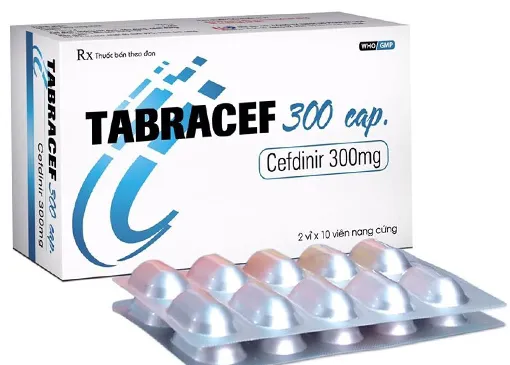 Rx Thuốc bán theo đơn
WHO/GMP
TABRACEF 300 cap.
Cefdinir 300mg
2 vỉ x 10 viên nang cứng
TABRACEF 300 cap.
Cefdinir 300mg